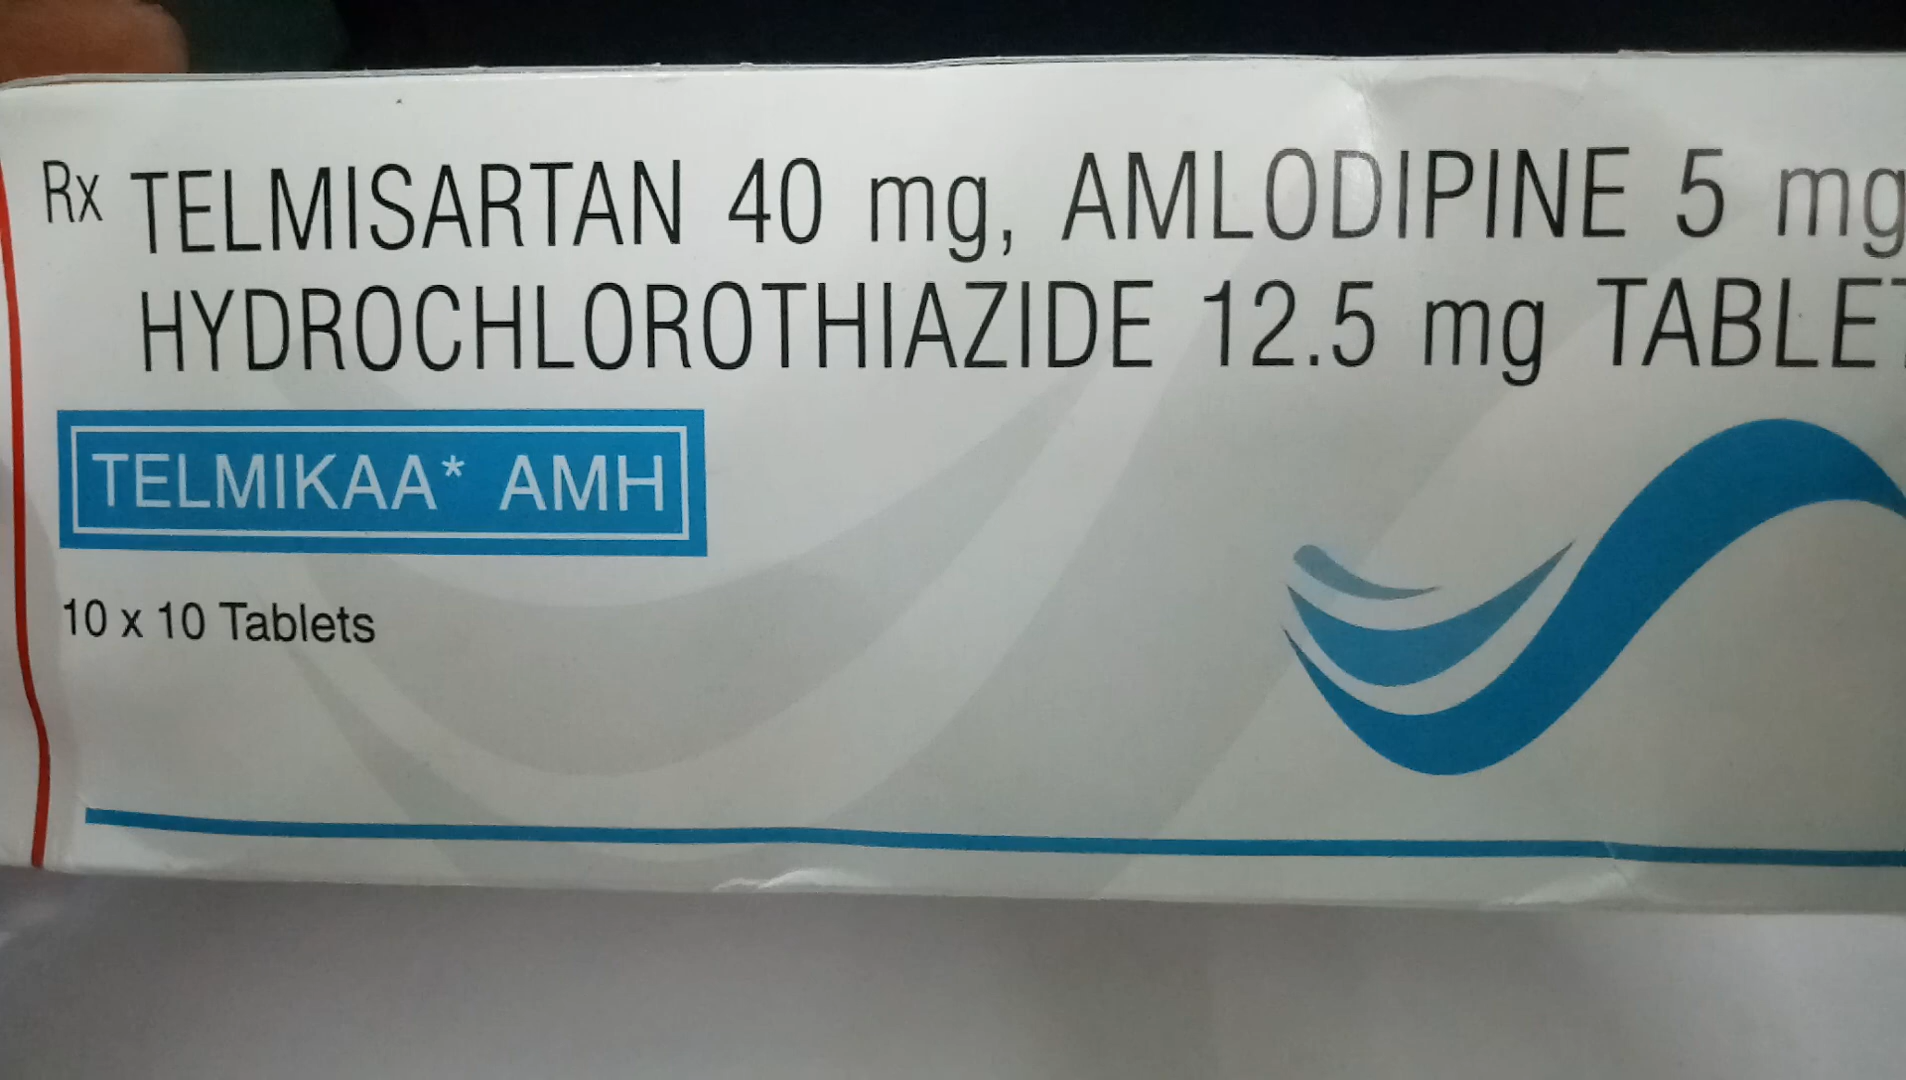 Rx TELMISARTAN 40 mg, AMLODIPINE 5 mg
HYDROCHLOROTHIAZIDE 12.5 mg TABLET
TELMIKAA* AMH
10 x 10 Tablets